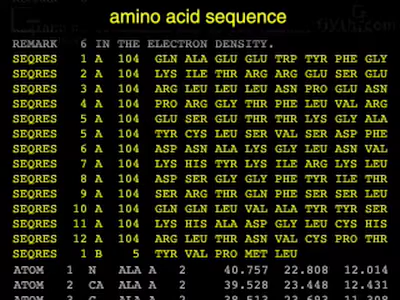 amino acid sequence
REMARK 6 IN THE ELECTRON DENSITY.
SEQRES 1 A 104 GLN ALA GLU GLU TRP TYR PHE GLY
SEQRES 2 A 104 LYS ILE THR ARG ARG GLU SER GLU
SEQRES 3 A 104 ARG LEU LEU LEU ASN PRO GLU ASN
SEQRES 4 A 104 PRO ARG GLY THR PHE LEU VAL ARG
SEQRES 5 A 104 GLU SER GLU THR THR LYS GLY ALA
SEQRES 5 A 104 TYR CYS LEU SER VAL SER ASP PHE
SEQRES 6 A 104 ASP ASN ALA LYS GLY LEU ASN VAL
SEQRES 7 A 104 LYS HIS TYR LYS ILE ARG LYS LEU
SEQRES 8 A 104 ASP SER GLY GLY PHE TYR ILE THR
SEQRES 9 A 104 SER ARG THR GLN PHE SER SER LEU
SEQRES 10 A 104 GLN GLN LEU VAL ALA TYR TYR SER
SEQRES 11 A 104 LYS HIS ALA ASP GLY LEU CYS HIS
SEQRES 12 A 104 ARG LEU THR ASN VAL CYS PRO THR
SEQRES 1 B 5 TYR VAL PRO MET LEU
ATOM 1 N ALA A 2 40.757 22.808 12.014
ATOM 2 CA ALA A 2 39.528 23.448 12.431